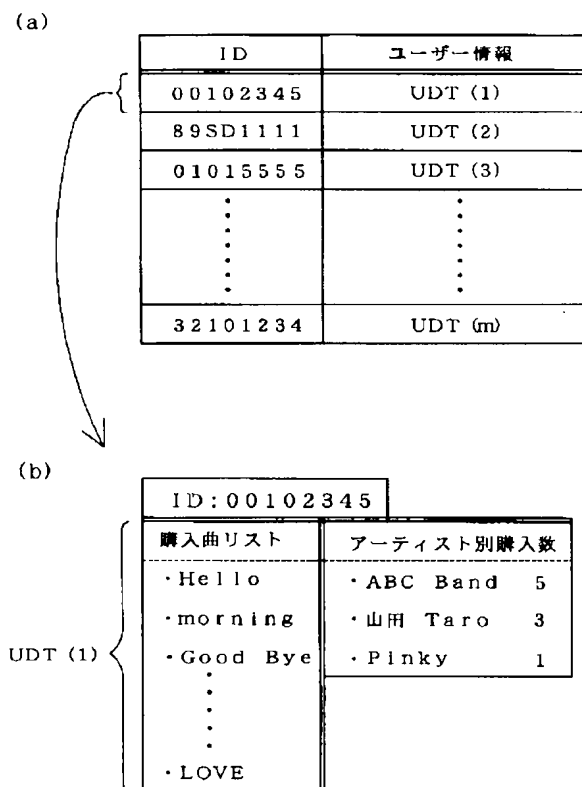 (a)
ID ユーザー情報
00102345 UDT (1)
89SD1111 UDT (2)
01015555 UDT (3)
32101234 UDT (m)
(b)
ID:00102345
購入曲リスト アーティスト別購入数
・Hello ・ABC Band 5
・morning ・山田 Taro 3
UDT (1) ・Good Bye ・Pinky 1
・LOVE